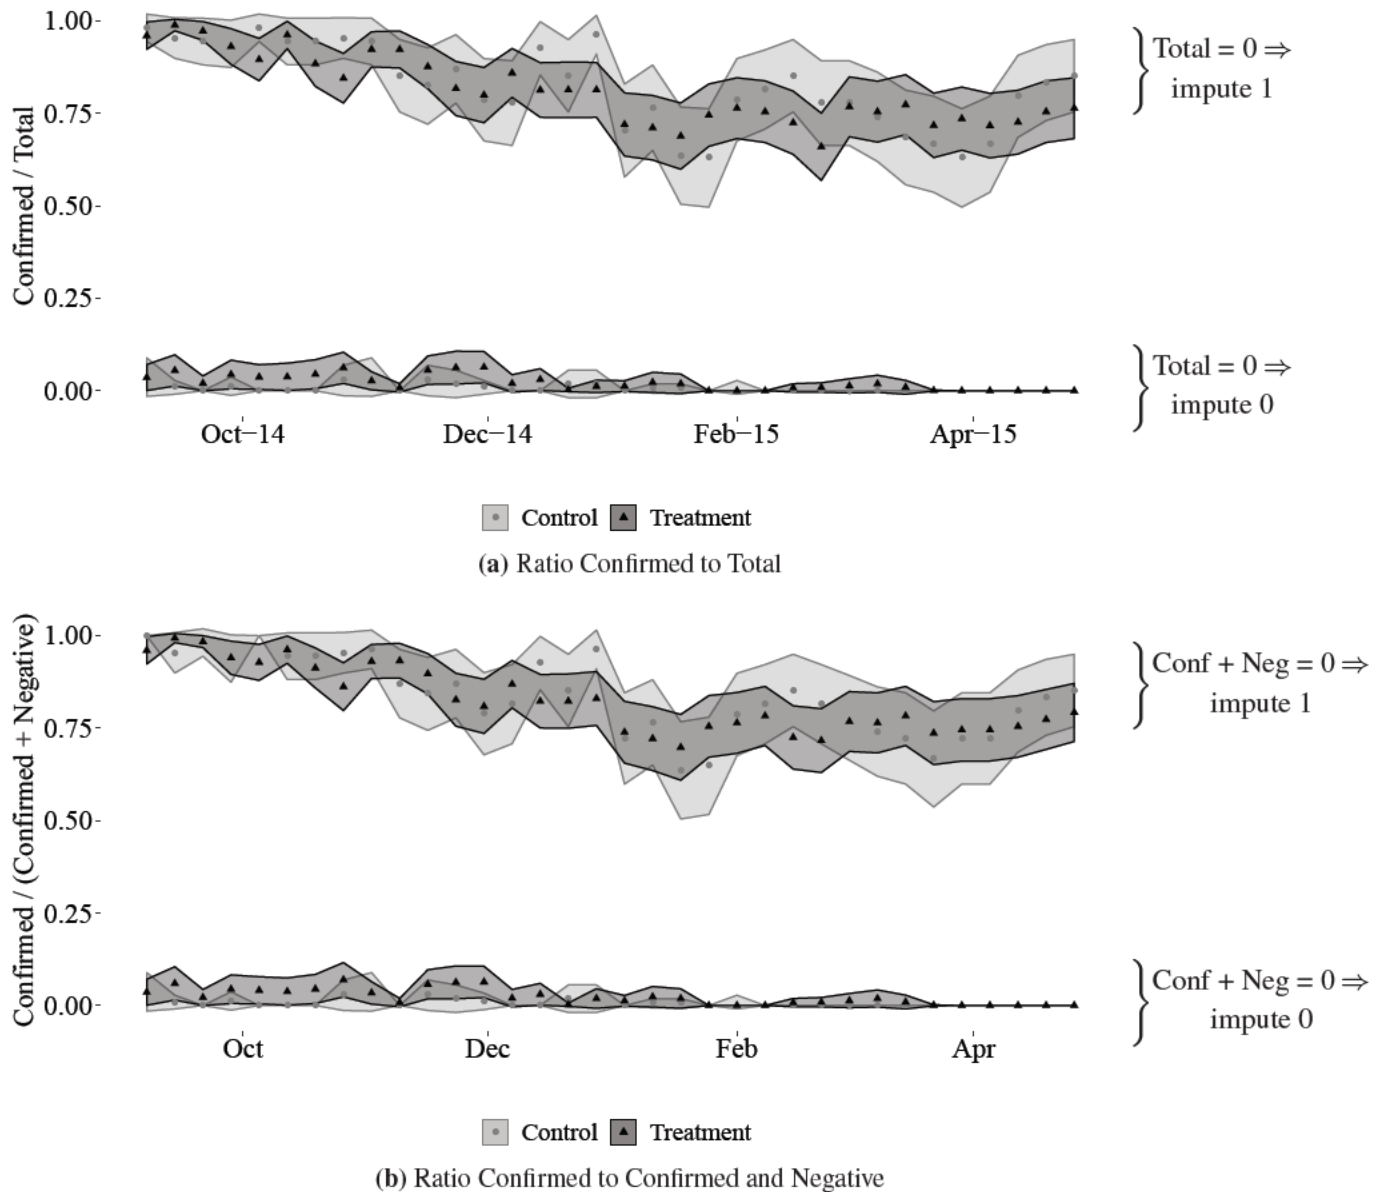 1.00
0.75
0.50
0.25
0.00
Confirmed / Total
Total = 0 ⇒
impute 1
Total = 0 ⇒
impute 0
Oct−14 Dec−14 Feb−15 Apr−15
Control Treatment
(a) Ratio Confirmed to Total
1.00
0.75
0.50
0.25
0.00
Confirmed / (Confirmed + Negative)
Conf + Neg = 0 ⇒
impute 1
Conf + Neg = 0 ⇒
impute 0
Oct Dec Feb Apr
Control Treatment
(b) Ratio Confirmed to Confirmed and Negative